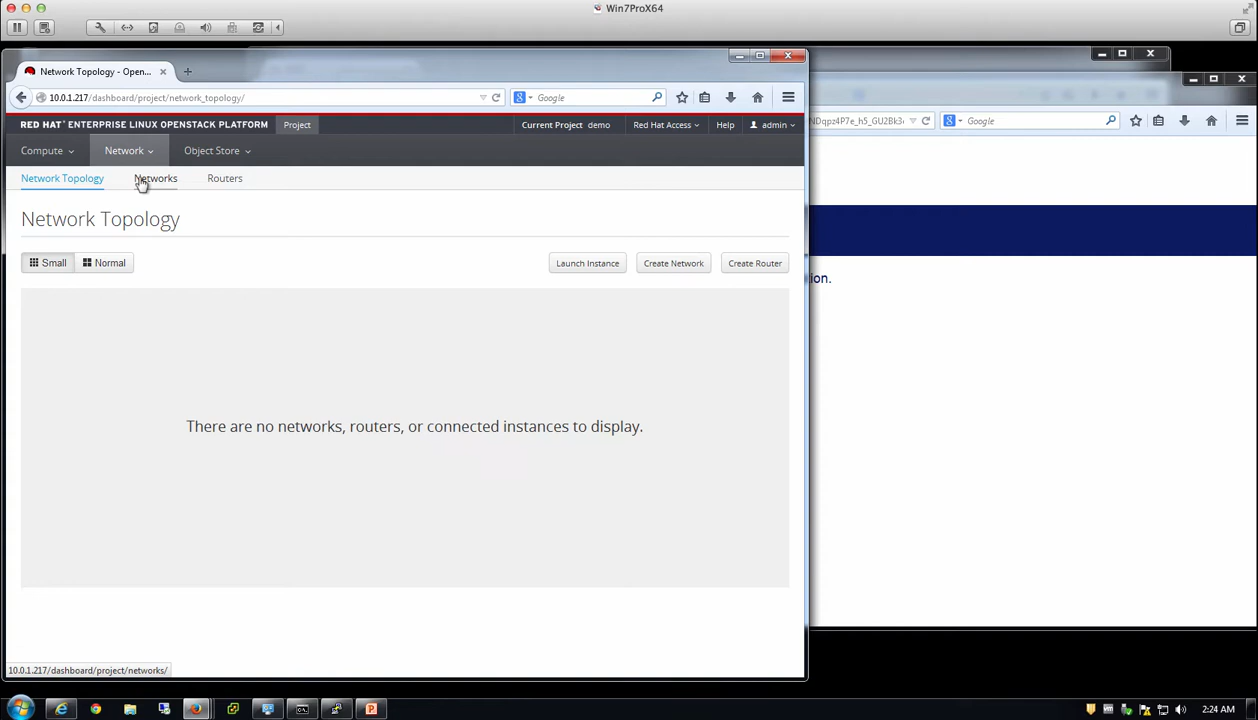 Win7ProX64
Network Topology - Open...
10.0.1.217/dashboard/project/network_topology/
Google
NDqpz4P7e_h5_GU2Bk3
Google
RED HAT ENTERPRISE LINUX OPENSTACK PLATFORM
Project
Current Project demo
Red Hat Access
Help
admin
Compute
Network
Object Store
Network Topology
Networks
Routers
Network Topology
Small
Normal
Launch Instance
Create Network
Create Router
ion.
There are no networks, routers, or connected instances to display.
10.0.1.217/dashboard/project/networks/
2:24 AM